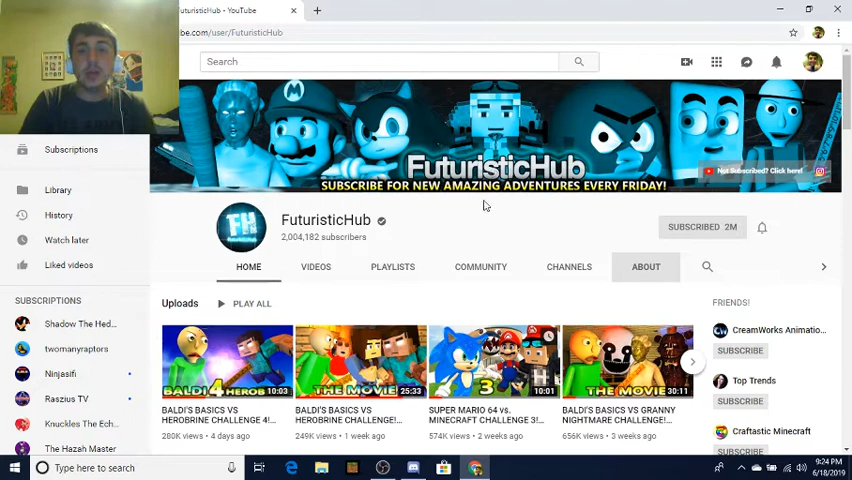 FuturisticHub - YouTube
be.com/user/FuturisticHub
Search
FuturisticHub
SUBSCRIBE FOR NEW AMAZING ADVENTURES EVERY FRIDAY!
Not Subscribed? Click here!
Subscriptions
Library
History
Watch later
Liked videos
SUBSCRIPTIONS
Shadow The Hed...
twomanyraptors
Ninjasifi
Raszius TV
Knuckles The Ech...
The Hazah Master
FH
FuturisticHub
2,004,182 subscribers
SUBSCRIBED 2M
HOME
VIDEOS
PLAYLISTS
COMMUNITY
CHANNELS
ABOUT
Uploads
PLAY ALL
BALDI 4 HEROB
10:03
BALDI'S BASICS VS
HEROBRINE CHALLENGE 4!...
280K views • 4 days ago
THE MOVIE
25:33
BALDI'S BASICS VS
HEROBRINE CHALLENGE!...
249K views • 1 week ago
3
10:01
SUPER MARIO 64 vs.
MINECRAFT CHALLENGE 3!...
574K views • 2 weeks ago
THE MOVIE
30:11
BALDI'S BASICS VS GRANNY
NIGHTMARE CHALLENGE!...
656K views • 3 weeks ago
FRIENDS!
CreamWorks Animatio...
SUBSCRIBE
Top Trends
SUBSCRIBE
Craftastic Minecraft
SUBSCRIBE
Type here to search
9:24 PM
6/18/2019